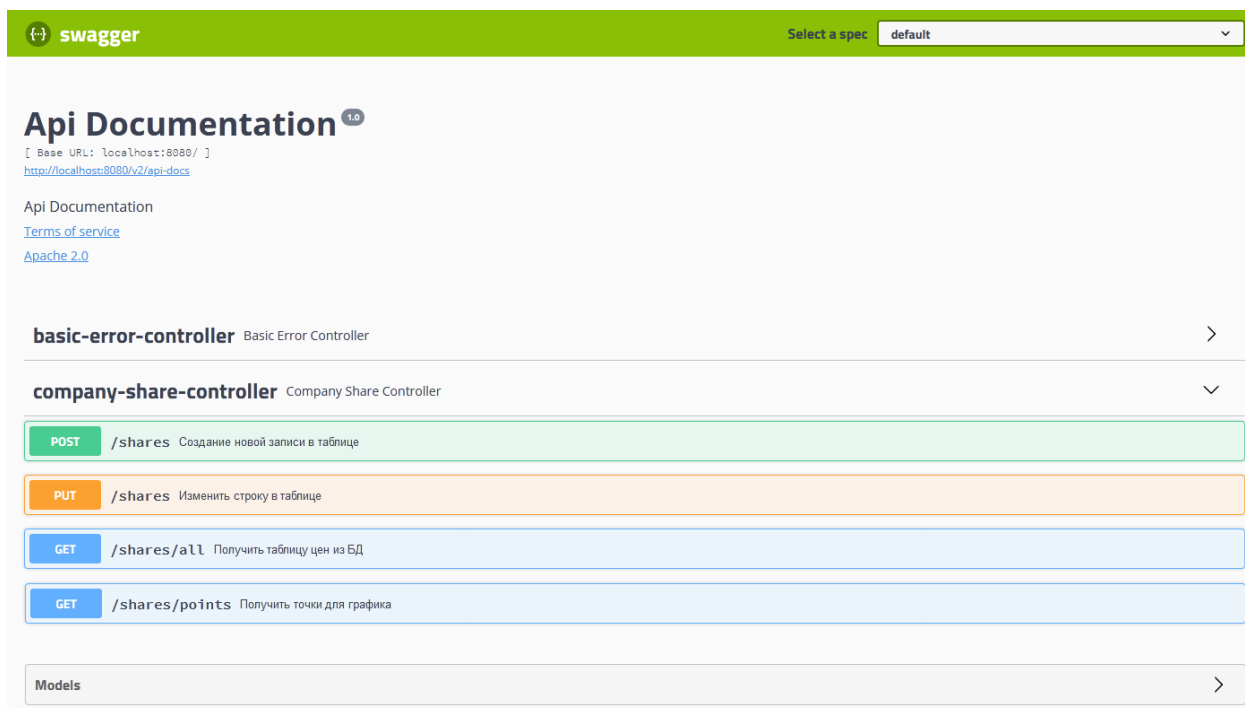 {··} swagger Select a spec default
Api Documentation 1.0
[ Base URL: localhost:8080/ ]
http://localhost:8080/v2/api-docs
Api Documentation
Terms of service
Apache 2.0
basic-error-controller Basic Error Controller
company-share-controller Company Share Controller
POST /shares Создание новой записи в таблице
PUT /shares Изменить строку в таблице
GET /shares/all Получить таблицу цен из БД
GET /shares/points Получить точки для графика
Models